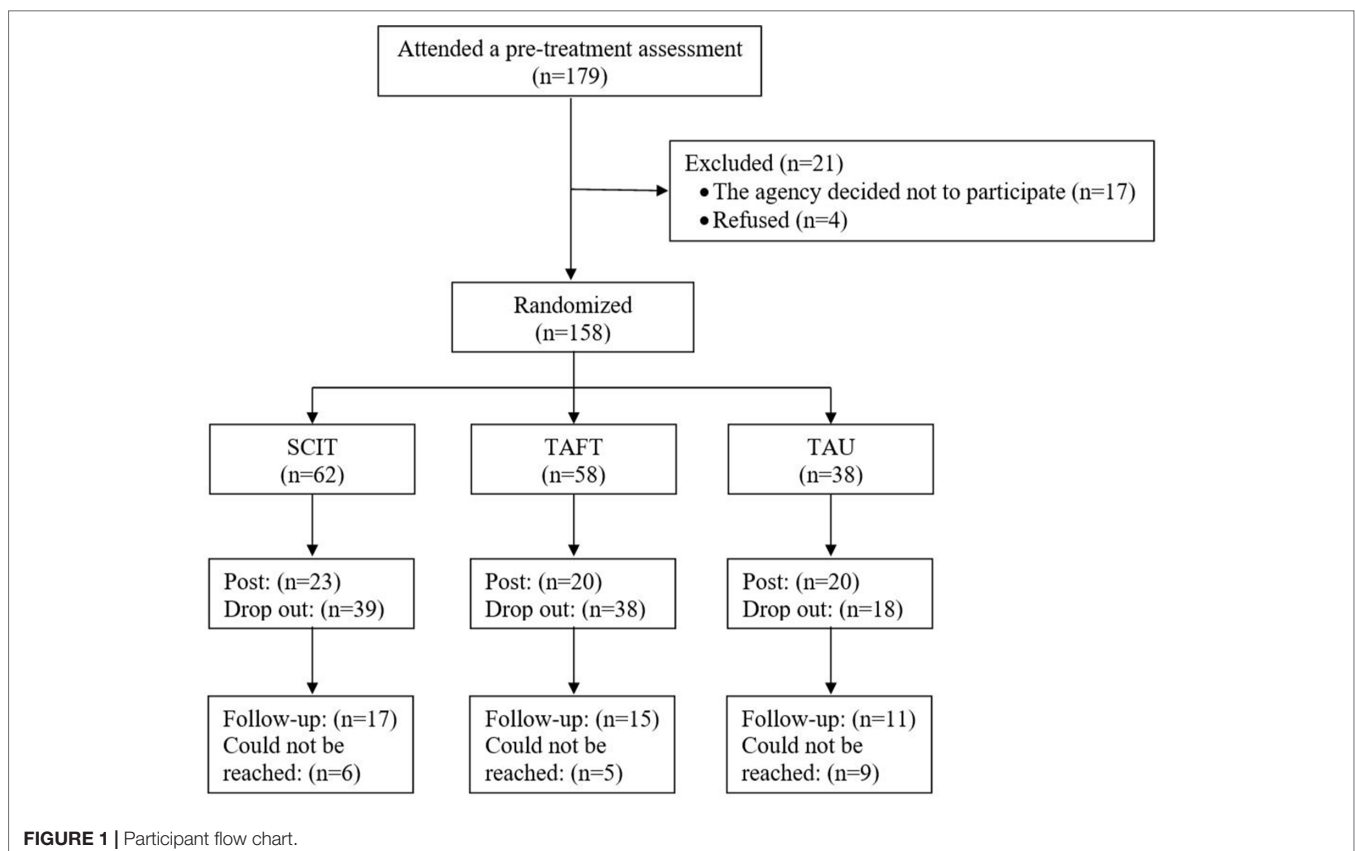 Attended a pre-treatment assessment
(n=179)
Excluded (n=21)
•The agency decided not to participate (n=17)
•Refused (n=4)
Randomized
(n=158)
SCIT
(n=62)
TAFT
(n=58)
TAU
(n=38)
Post: (n=23)
Drop out: (n=39)
Post: (n=20)
Drop out: (n=38)
Post: (n=20)
Drop out: (n=18)
Follow-up: (n=17)
Could not be
reached: (n=6)
Follow-up: (n=15)
Could not be
reached: (n=5)
Follow-up: (n=11)
Could not be
reached: (n=9)
FIGURE 1 | Participant flow chart.